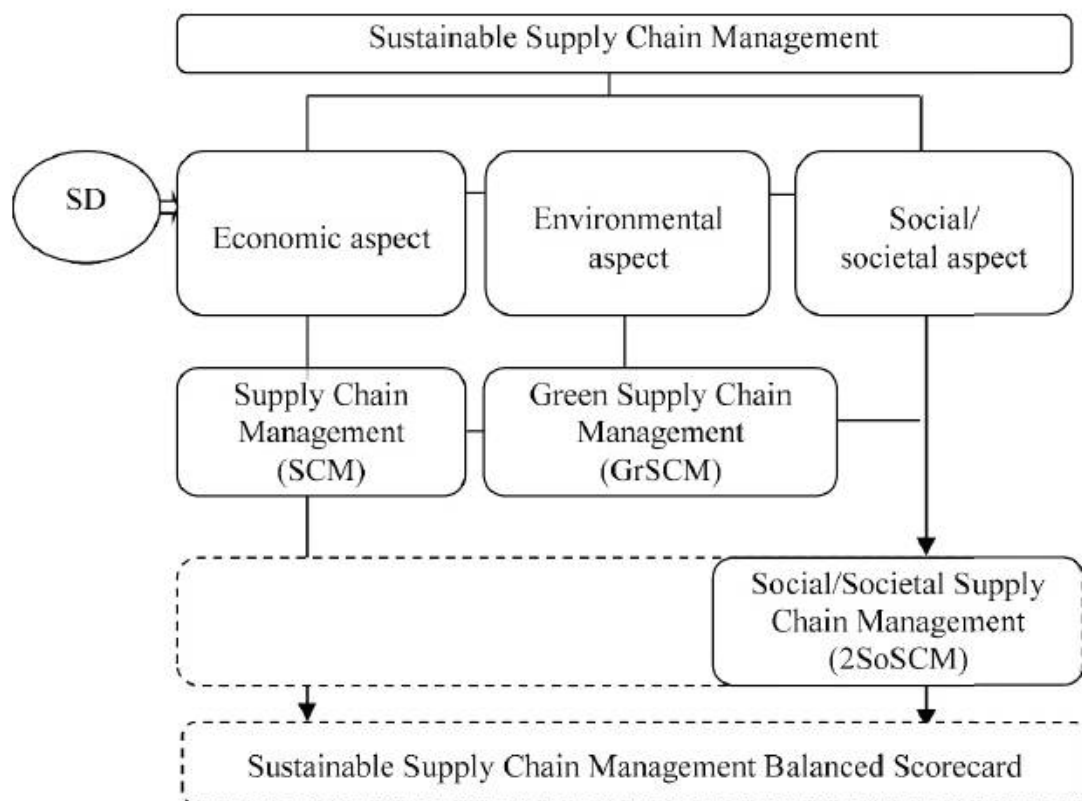 Sustainable Supply Chain Management
SD
Economic aspect
Environmental
aspect
Social/
societal aspect
Supply Chain
Management
(SCM)
Green Supply Chain
Management
(GrSCM)
Social/Societal Supply
Chain Management
(2SoSCM)
Sustainable Supply Chain Management Balanced Scorecard